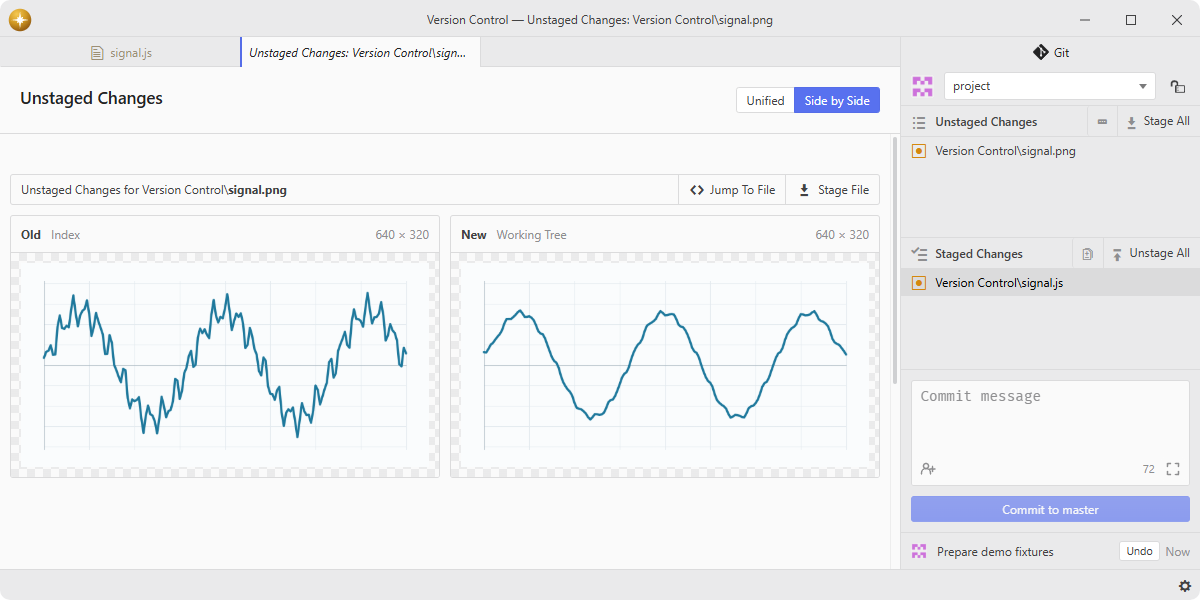 Version Control — Unstaged Changes: Version Control\signal.png
signal.js
Unstaged Changes: Version Control\sign...
Git
Unstaged Changes
Unified
Side by Side
project
Unstaged Changes
Stage All
Version Control\signal.png
Unstaged Changes for Version Control\signal.png
Jump To File
Stage File
Old Index 640 × 320
New Working Tree 640 × 320
Staged Changes
Unstage All
Version Control\signal.js
Commit message
72
Commit to master
Prepare demo fixtures
Undo
Now